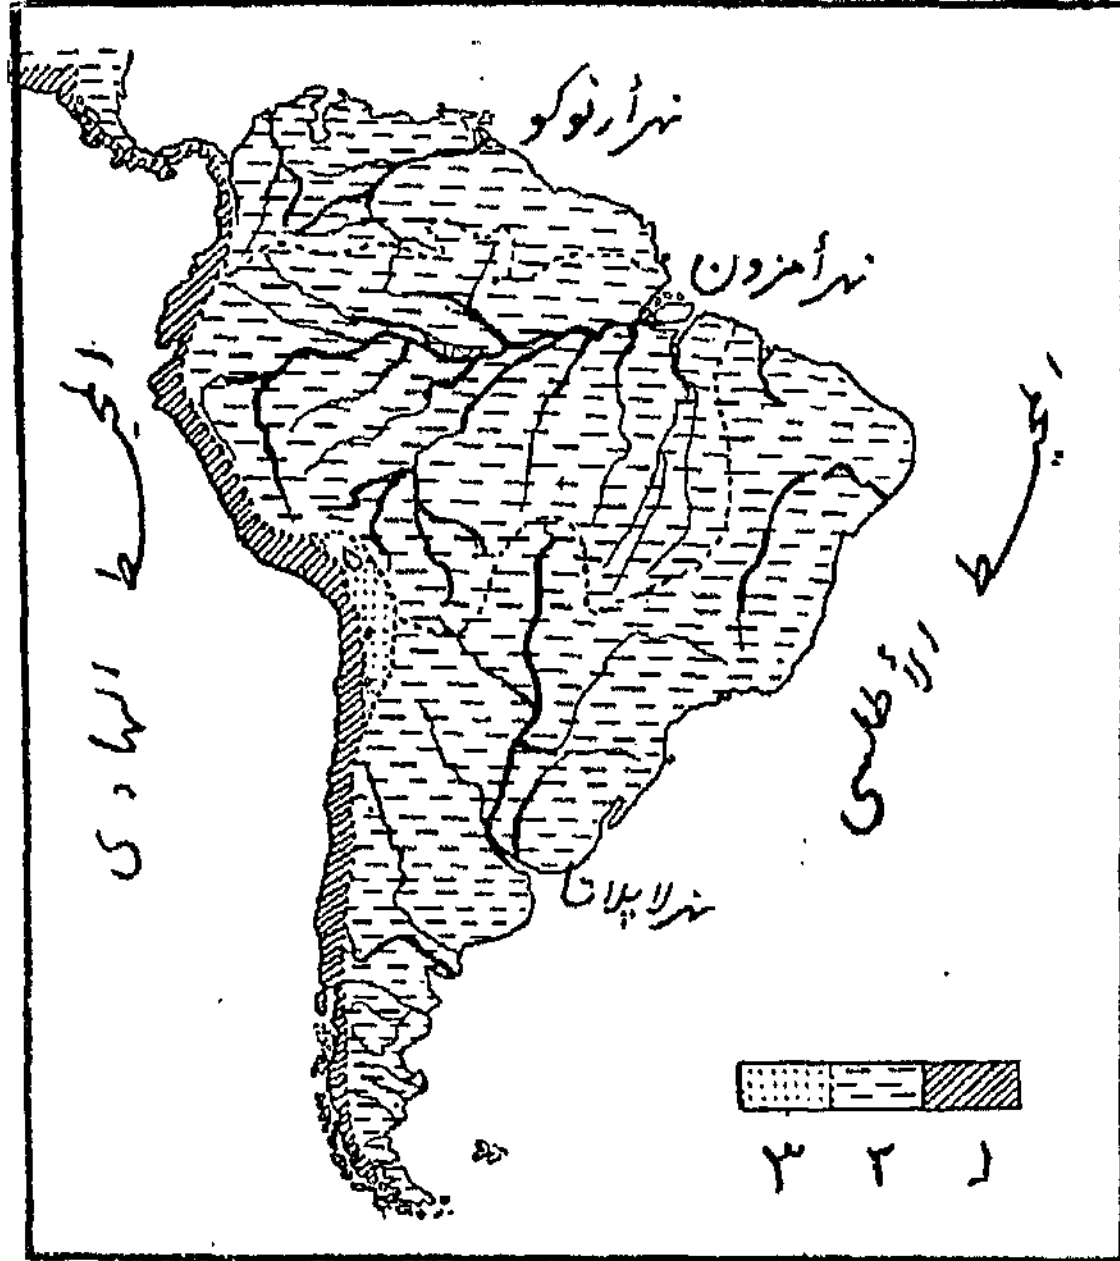 نهر أرنوكو
نهر أمزون
المحيط الهادى
المحيط الأطلسى
نهر لابلاتا
١ ٢ ٣